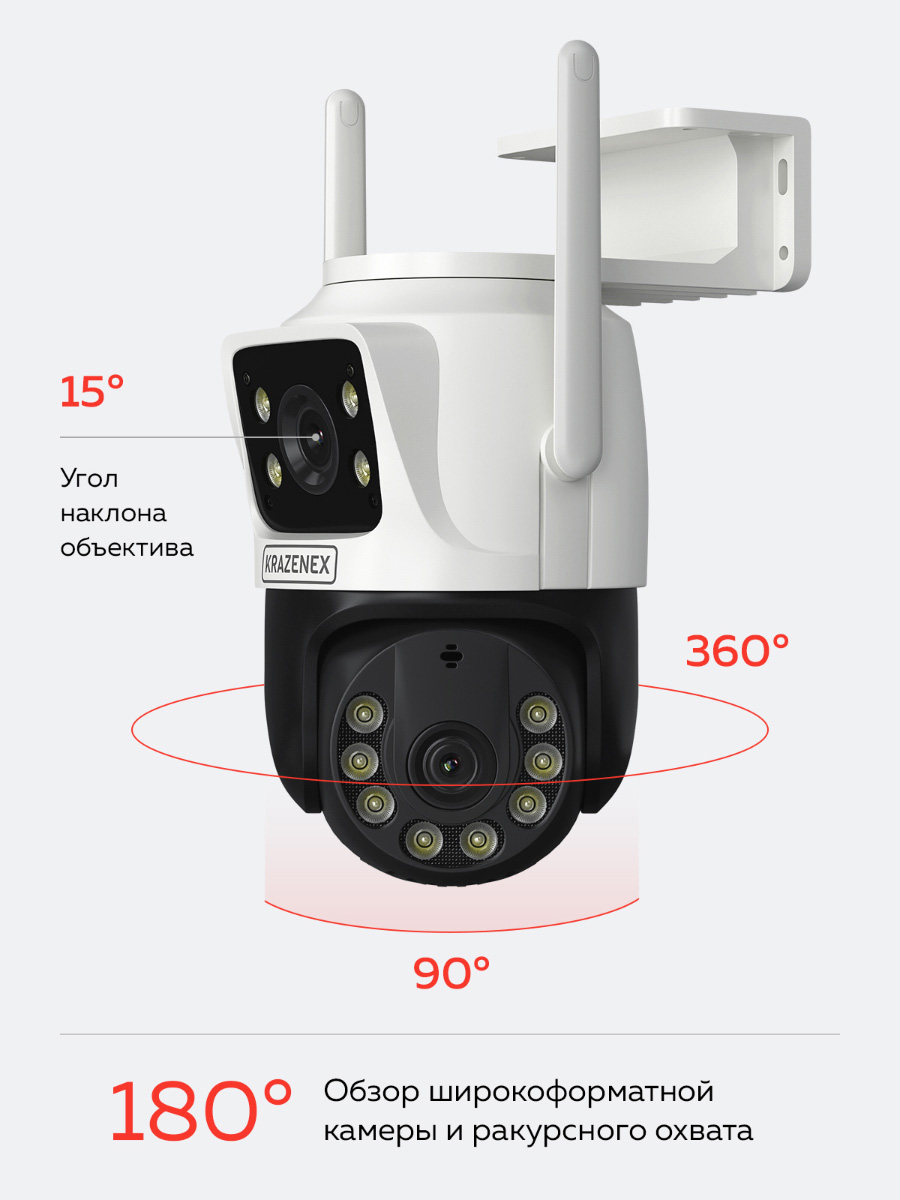 15°
Угол
наклона
объектива
KRAZENEX
360°
90°
180°
Обзор широкоформатной
камеры и ракурсного охвата